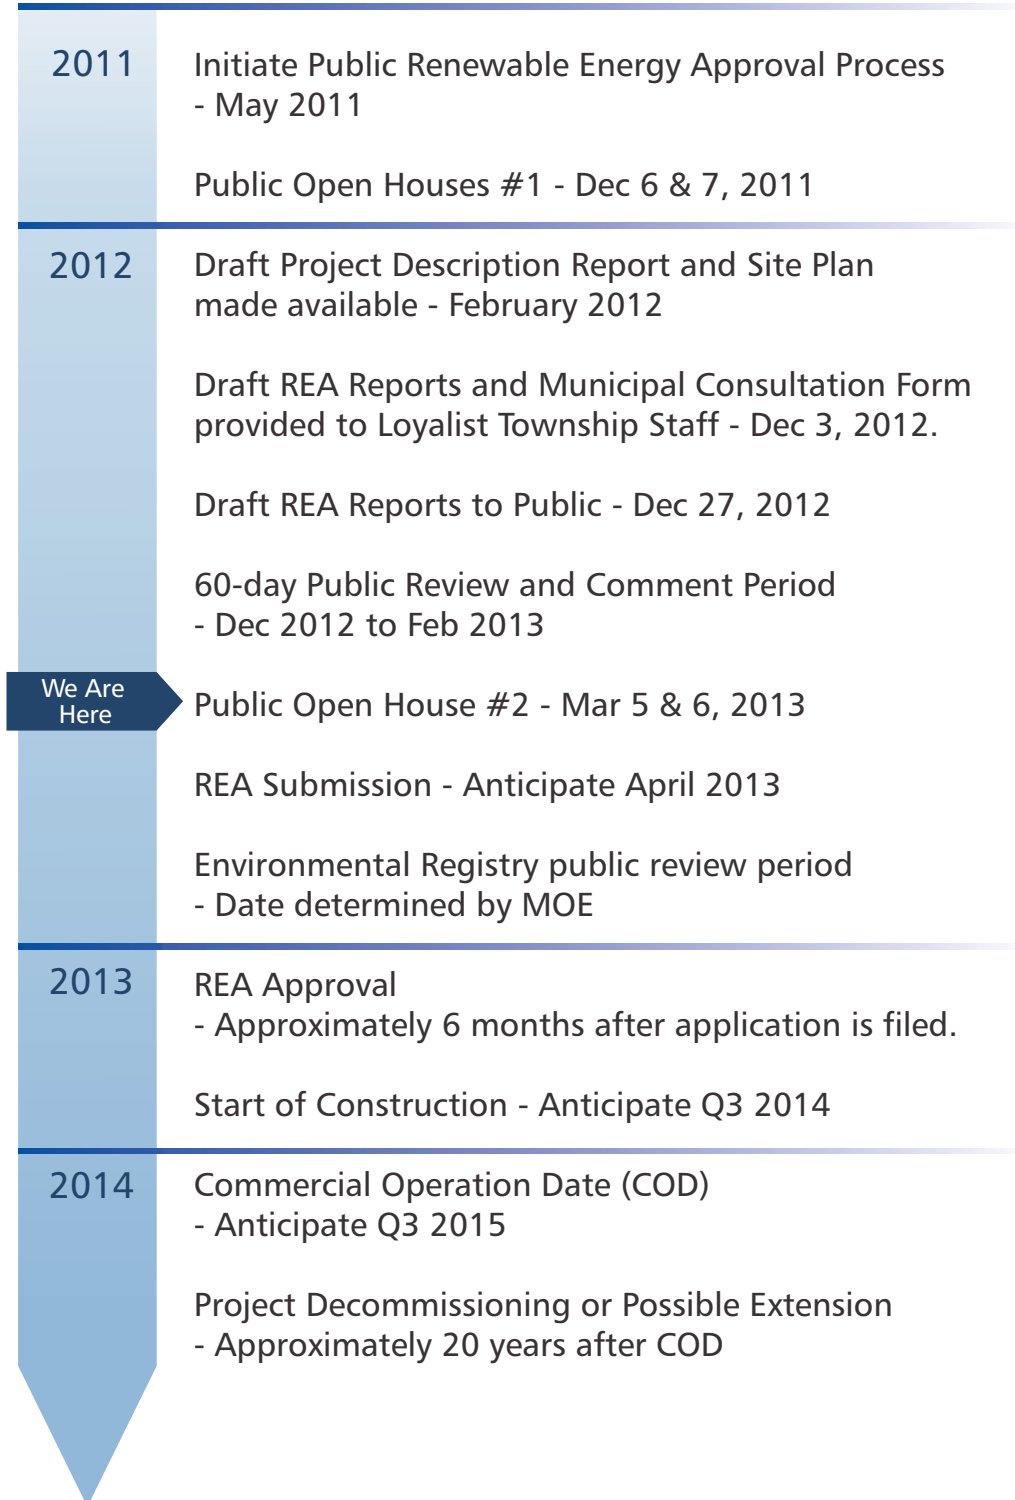 2011
Initiate Public Renewable Energy Approval Process
- May 2011
Public Open Houses #1 - Dec 6 & 7, 2011
2012
Draft Project Description Report and Site Plan
made available - February 2012
Draft REA Reports and Municipal Consultation Form
provided to Loyalist Township Staff - Dec 3, 2012.
Draft REA Reports to Public - Dec 27, 2012
60-day Public Review and Comment Period
- Dec 2012 to Feb 2013
We Are
Here
Public Open House #2 - Mar 5 & 6, 2013
REA Submission - Anticipate April 2013
Environmental Registry public review period
- Date determined by MOE
2013
REA Approval
- Approximately 6 months after application is filed.
Start of Construction - Anticipate Q3 2014
2014
Commercial Operation Date (COD)
- Anticipate Q3 2015
Project Decommissioning or Possible Extension
- Approximately 20 years after COD